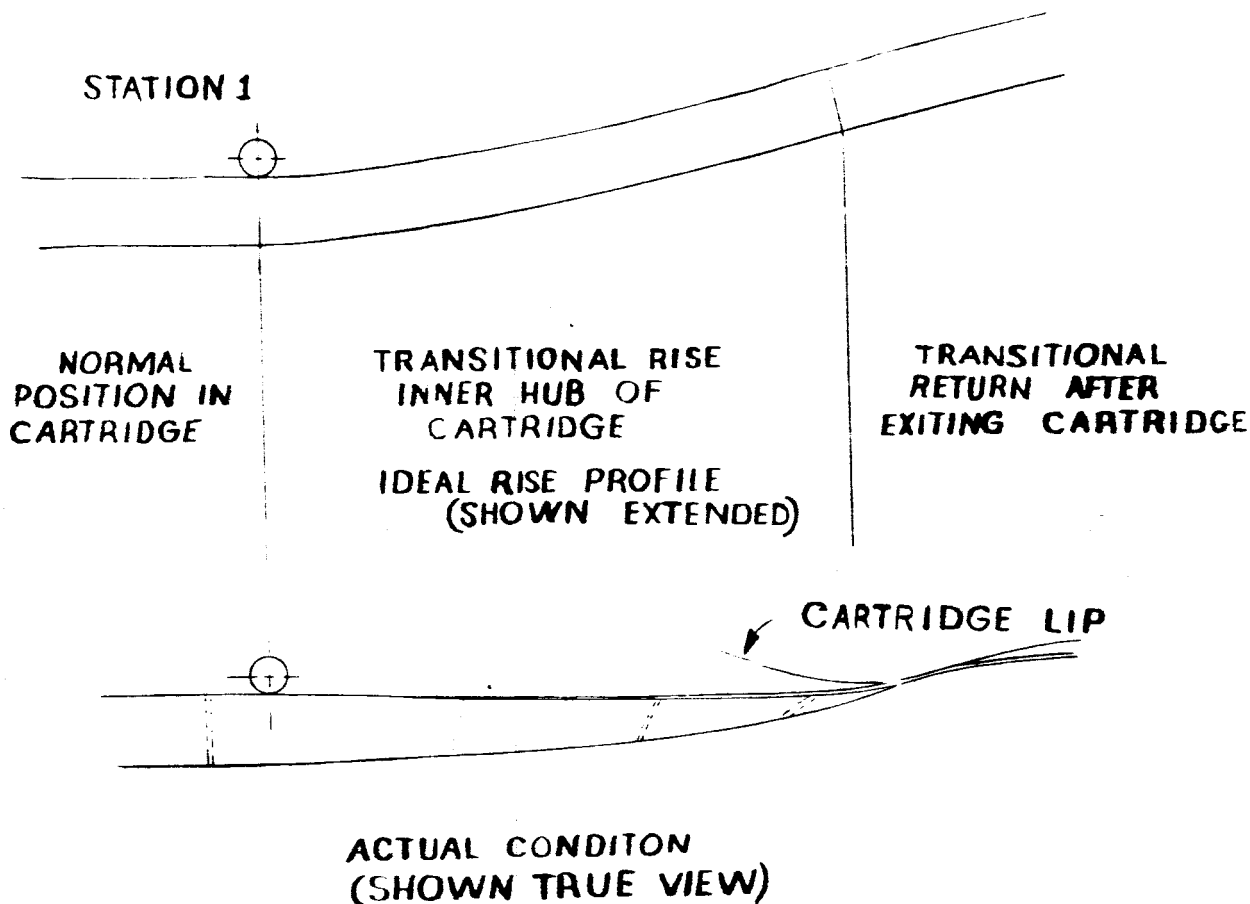 STATION 1
NORMAL
POSITION IN
CARTRIDGE
TRANSITIONAL RISE
INNER HUB OF
CARTRIDGE
IDEAL RISE PROFILE
(SHOWN EXTENDED)
TRANSITIONAL
RETURN AFTER
EXITING CARTRIDGE
CARTRIDGE LIP
ACTUAL CONDITON
(SHOWN TRUE VIEW)